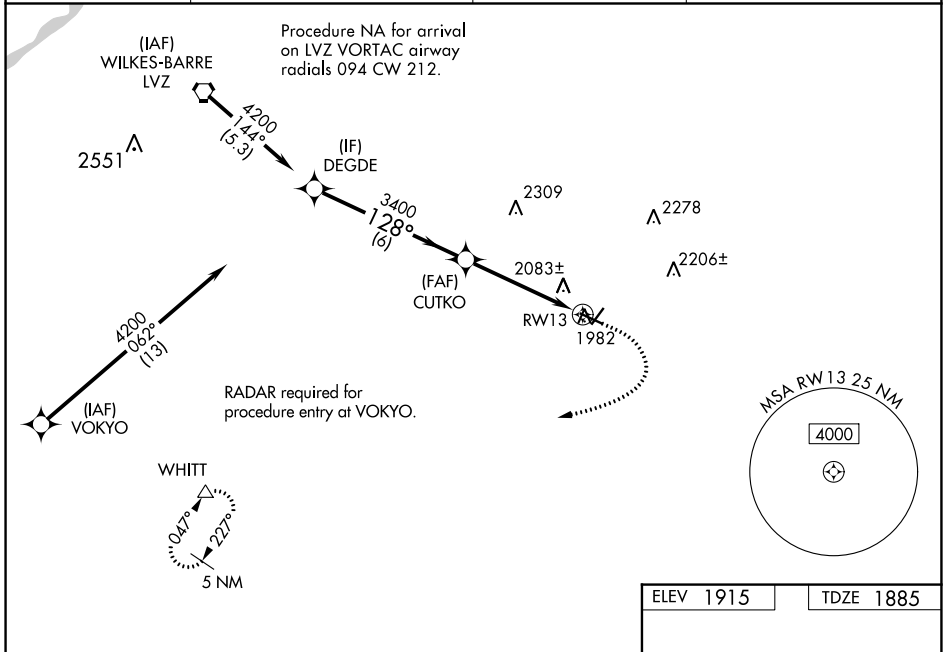 Procedure NA for arrival
on LVZ VORTAC airway
radials 094 CW 212.
(IAF)
WILKES-BARRE
LVZ
4200
144°
(5.3)
2551
(IF)
DEGDE
3400
128°
(6)
2309
2278
2206±
2083±
(FAF)
CUTKO
RW13
1982
4200
062°
(13)
(IAF)
VOKYO
RADAR required for
procedure entry at VOKYO.
MSA RW13 25 NM
4000
WHITT
047°
227°
5 NM
ELEV 1915
TDZE 1885